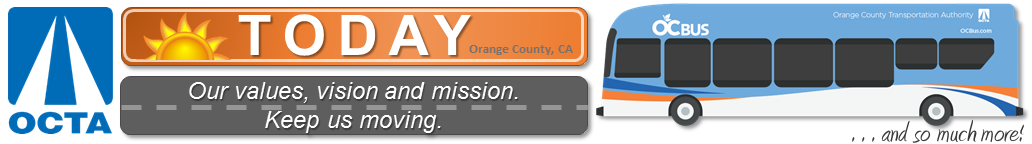 OCTA
TODAY
Orange County, CA
Our values, vision and mission.
Keep us moving.
OCBUS
Orange County Transportation Authority
OCBus.com
. . . and so much more!